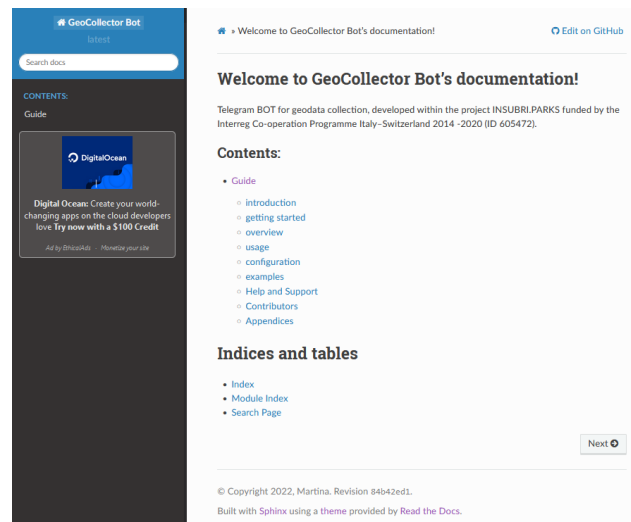 GeoCollector Bot
latest
Search docs
CONTENTS:
Guide
DigitalOcean
Digital Ocean: Create your world-
changing apps on the cloud developers
love Try now with a $100 Credit
Ad by EthicalAds · Monetize your site
» Welcome to GeoCollector Bot's documentation!
Edit on GitHub
Welcome to GeoCollector Bot's documentation!
Telegram BOT for geodata collection, developed within the project INSUBRI.PARKS funded by the
Interreg Co-operation Programme Italy–Switzerland 2014 -2020 (ID 605472).
Contents:
Guide
introduction
getting started
overview
usage
configuration
examples
Help and Support
Contributors
Appendices
Indices and tables
Index
Module Index
Search Page
Next
© Copyright 2022, Martina. Revision 84b42ed1.
Built with Sphinx using a theme provided by Read the Docs.